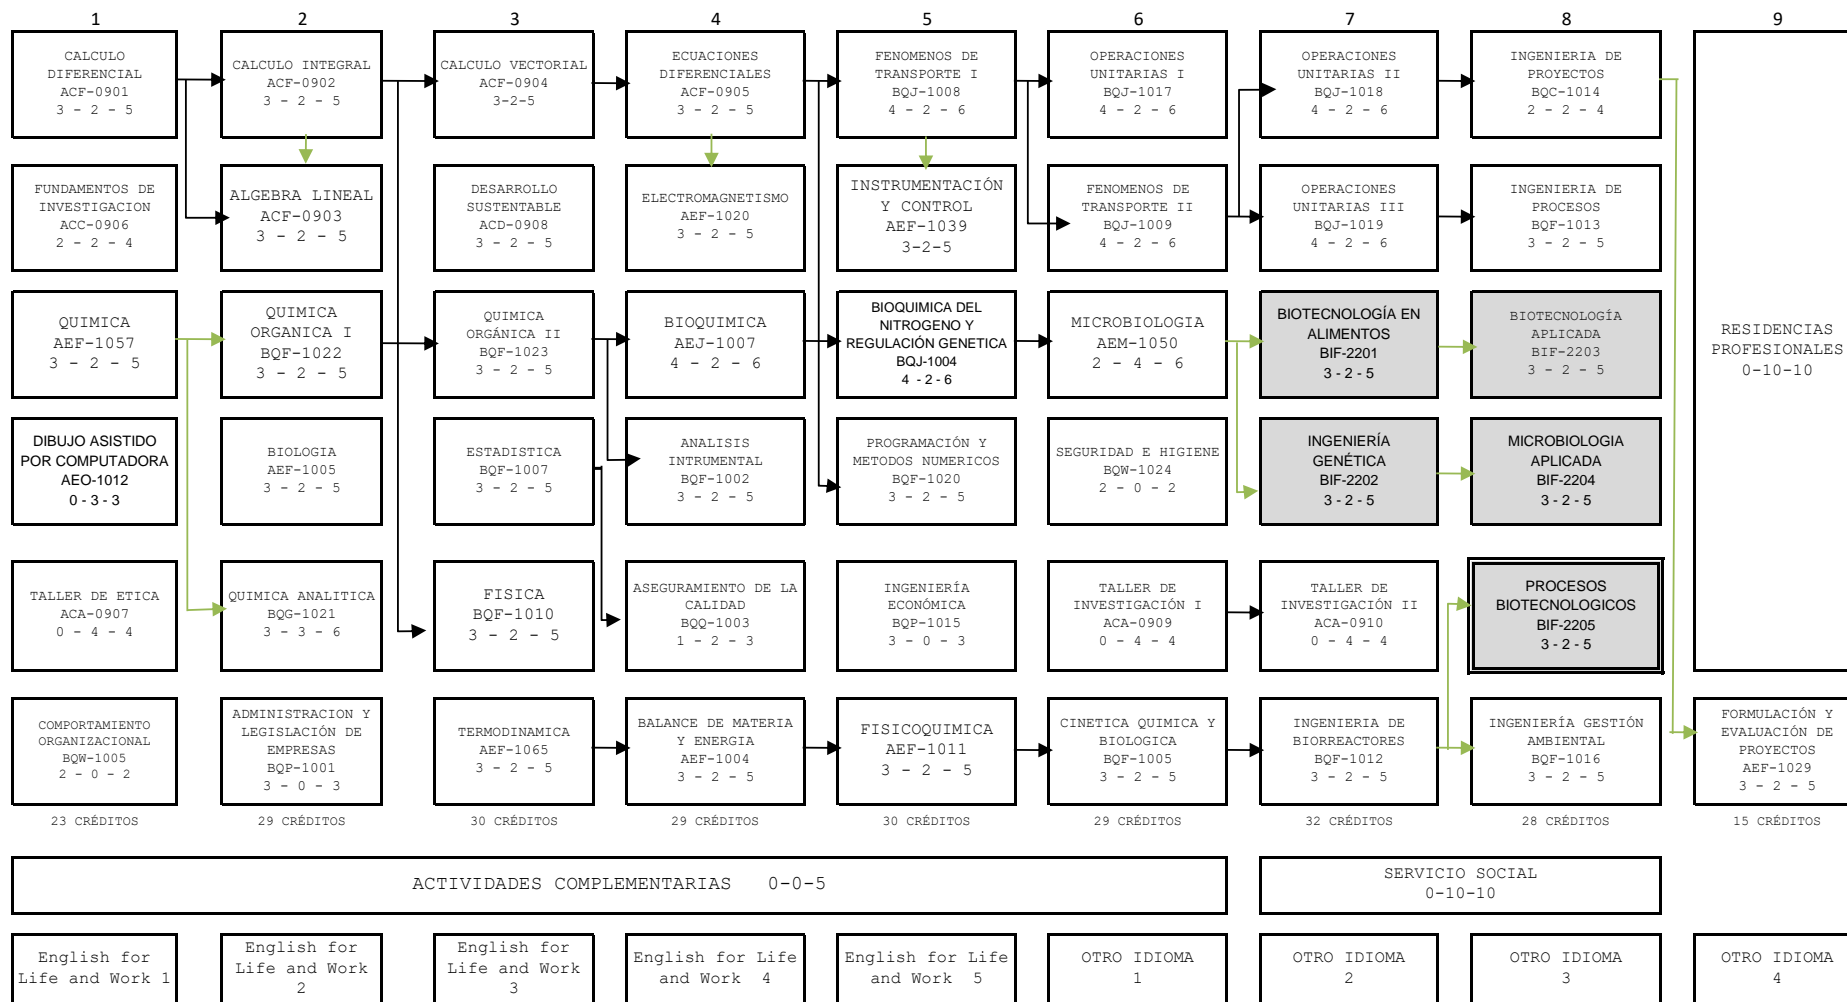 1 2 3 4 5 6 7 8 9
CALCULO
DIFERENCIAL
ACF-0901
3 - 2 - 5
CALCULO INTEGRAL
ACF-0902
3 - 2 - 5
CALCULO VECTORIAL
ACF-0904
3-2-5
ECUACIONES
DIFERENCIALES
ACF-0905
3 - 2 - 5
FENOMENOS DE
TRANSPORTE I
BQJ-1008
4 - 2 - 6
OPERACIONES
UNITARIAS I
BQJ-1017
4 - 2 - 6
OPERACIONES
UNITARIAS II
BQJ-1018
4 - 2 - 6
INGENIERIA DE
PROYECTOS
BQC-1014
2 - 2 - 4
FUNDAMENTOS DE
INVESTIGACION
ACC-0906
2 - 2 - 4
ALGEBRA LINEAL
ACF-0903
3 - 2 - 5
DESARROLLO
SUSTENTABLE
ACD-0908
3 - 2 - 5
ELECTROMAGNETISMO
AEF-1020
3 - 2 - 5
INSTRUMENTACIÓN
Y CONTROL
AEF-1039
3-2-5
FENOMENOS DE
TRANSPORTE II
BQJ-1009
4 - 2 - 6
OPERACIONES
UNITARIAS III
BQJ-1019
4 - 2 - 6
INGENIERIA DE
PROCESOS
BQF-1013
3 - 2 - 5
QUIMICA
AEF-1057
3 - 2 - 5
QUIMICA
ORGANICA I
BQF-1022
3 - 2 - 5
QUIMICA
ORGÁNICA II
BQF-1023
3 - 2 - 5
BIOQUIMICA
AEJ-1007
4 - 2 - 6
BIOQUIMICA DEL
NITROGENO Y
REGULACIÓN GENETICA
BQJ-1004
4 - 2 - 6
MICROBIOLOGIA
AEM-1050
2 - 4 - 6
BIOTECNOLOGÍA EN
ALIMENTOS
BIF-2201
3 - 2 - 5
BIOTECNOLOGÍA
APLICADA
BIF-2203
3 - 2 - 5
RESIDENCIAS
PROFESIONALES
0-10-10
DIBUJO ASISTIDO
POR COMPUTADORA
AEO-1012
0 - 3 - 3
BIOLOGIA
AEF-1005
3 - 2 - 5
ESTADISTICA
BQF-1007
3 - 2 - 5
ANALISIS
INTRUMENTAL
BQF-1002
3 - 2 - 5
PROGRAMACIÓN Y
METODOS NUMERICOS
BQF-1020
3 - 2 - 5
SEGURIDAD E HIGIENE
BQW-1024
2 - 0 - 2
INGENIERÍA
GENÉTICA
BIF-2202
3 - 2 - 5
MICROBIOLOGIA
APLICADA
BIF-2204
3 - 2 - 5
TALLER DE ETICA
ACA-0907
0 - 4 - 4
QUIMICA ANALITICA
BQG-1021
3 - 3 - 6
FISICA
BQF-1010
3 - 2 - 5
ASEGURAMIENTO DE LA
CALIDAD
BQQ-1003
1 - 2 - 3
INGENIERÍA
ECONÓMICA
BQP-1015
3 - 0 - 3
TALLER DE
INVESTIGACIÓN I
ACA-0909
0 - 4 - 4
TALLER DE
INVESTIGACIÓN II
ACA-0910
0 - 4 - 4
PROCESOS
BIOTECNOLOGICOS
BIF-2205
3 - 2 - 5
COMPORTAMIENTO
ORGANIZACIONAL
BQW-1005
2 - 0 - 2
ADMINISTRACION Y
LEGISLACIÓN DE
EMPRESAS
BQP-1001
3 - 0 - 3
TERMODINAMICA
AEF-1065
3 - 2 - 5
BALANCE DE MATERIA
Y ENERGIA
AEF-1004
3 - 2 - 5
FISICOQUIMICA
AEF-1011
3 - 2 - 5
CINETICA QUIMICA Y
BIOLOGICA
BQF-1005
3 - 2 - 5
INGENIERIA DE
BIORREACTORES
BQF-1012
3 - 2 - 5
INGENIERÍA GESTIÓN
AMBIENTAL
BQF-1016
3 - 2 - 5
FORMULACIÓN Y
EVALUACIÓN DE
PROYECTOS
AEF-1029
3 - 2 - 5
23 CRÉDITOS 29 CRÉDITOS 30 CRÉDITOS 29 CRÉDITOS 30 CRÉDITOS 29 CRÉDITOS 32 CRÉDITOS 28 CRÉDITOS 15 CRÉDITOS
ACTIVIDADES COMPLEMENTARIAS 0-0-5
SERVICIO SOCIAL
0-10-10
English for
Life and Work 1
English for
Life and Work
2
English for
Life and Work
3
English for Life
and Work 4
English for Life
and Work 5
OTRO IDIOMA
1
OTRO IDIOMA
2
OTRO IDIOMA
3
OTRO IDIOMA
4